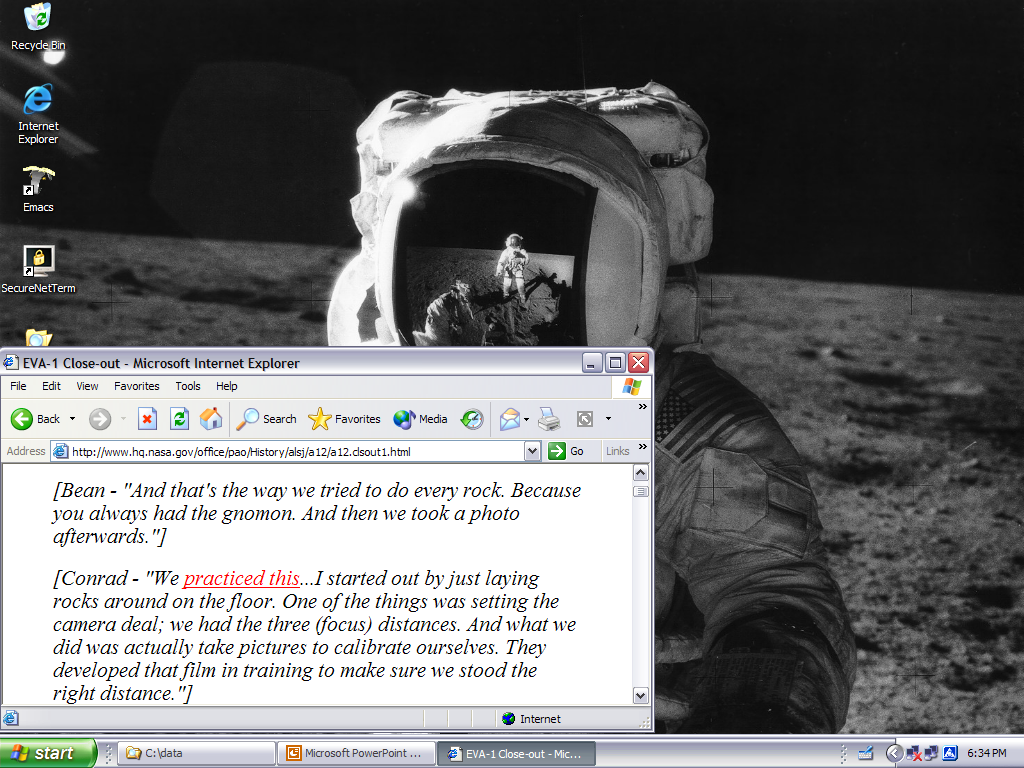 Recycle Bin
Internet
Explorer
Emacs
SecureNetTerm
EVA-1 Close-out - Microsoft Internet Explorer
File Edit View Favorites Tools Help
Back Search Favorites Media »
Address http://www.hq.nasa.gov/office/pao/History/alsj/a12/a12.clsout1.html Go Links »
[Bean - "And that's the way we tried to do every rock. Because
you always had the gnomon. And then we took a photo
afterwards."]
[Conrad - "We practiced this...I started out by just laying
rocks around on the floor. One of the things was setting the
camera deal; we had the three (focus) distances. And what we
did was actually take pictures to calibrate ourselves. They
developed that film in training to make sure we stood the
right distance."]
Internet
start C:\data Microsoft PowerPoint ... EVA-1 Close-out - Mic... 6:34 PM